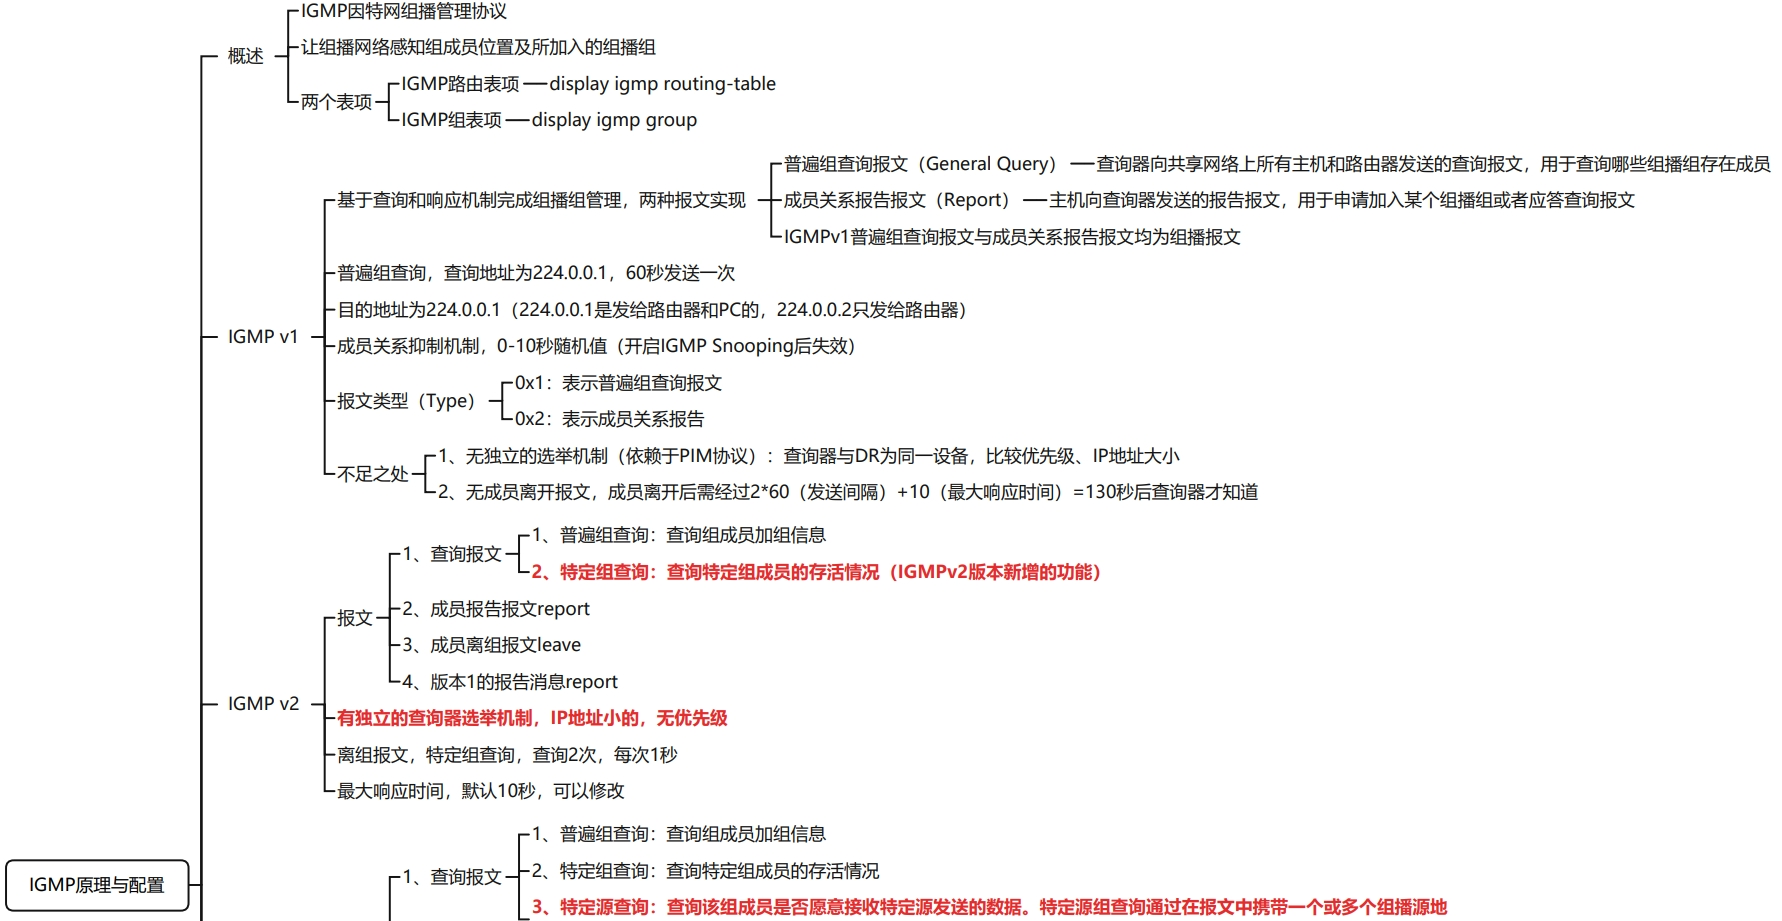 IGMP因特网组播管理协议
让组播网络感知组成员位置及所加入的组播组
概述
IGMP路由表项
display igmp routing-table
两个表项
IGMP组表项
display igmp group
普遍组查询报文（General Query）
查询器向共享网络上所有主机和路由器发送的查询报文，用于查询哪些组播组存在成员
基于查询和响应机制完成组播组管理，两种报文实现
成员关系报告报文（Report）
主机向查询器发送的报告报文，用于申请加入某个组播组或者应答查询报文
IGMPv1普遍组查询报文与成员关系报告报文均为组播报文
普遍组查询，查询地址为224.0.0.1，60秒发送一次
目的地址为224.0.0.1（224.0.0.1是发给路由器和PC的，224.0.0.2只发给路由器）
IGMP v1
成员关系抑制机制，0-10秒随机值（开启IGMP Snooping后失效）
报文类型（Type）
0x1：表示普遍组查询报文
0x2：表示成员关系报告
不足之处
1、无独立的选举机制（依赖于PIM协议）：查询器与DR为同一设备，比较优先级、IP地址大小
2、无成员离开报文，成员离开后需经过2*60（发送间隔）+10（最大响应时间）=130秒后查询器才知道
1、查询报文
1、普遍组查询：查询组成员加组信息
2、特定组查询：查询特定组成员的存活情况（IGMPv2版本新增的功能）
报文
2、成员报告报文report
3、成员离组报文leave
4、版本1的报告消息report
IGMP v2
有独立的查询器选举机制，IP地址小的，无优先级
离组报文，特定组查询，查询2次，每次1秒
最大响应时间，默认10秒，可以修改
1、普遍组查询：查询组成员加组信息
1、查询报文
2、特定组查询：查询特定组成员的存活情况
IGMP原理与配置
3、特定源查询：查询该组成员是否愿意接收特定源发送的数据。特定源组查询通过在报文中携带一个或多个组播源地